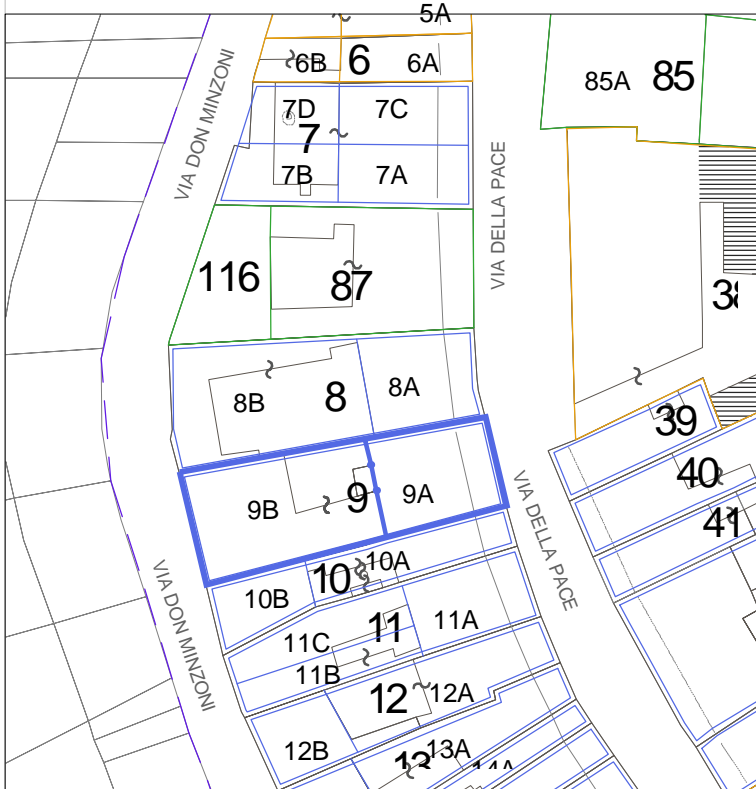 5A
6B
6
6A
85A
85
VIA DON MINZONI
7D
7C
7
7B
7A
VIA DELLA PACE
116
87
8B
8
8A
39
9B
9
9A
40
41
VIA DELLA PACE
10A
10
10B
VIA DON MINZONI
11A
11
11C
11B
12
12A
12B
13A
13
14A